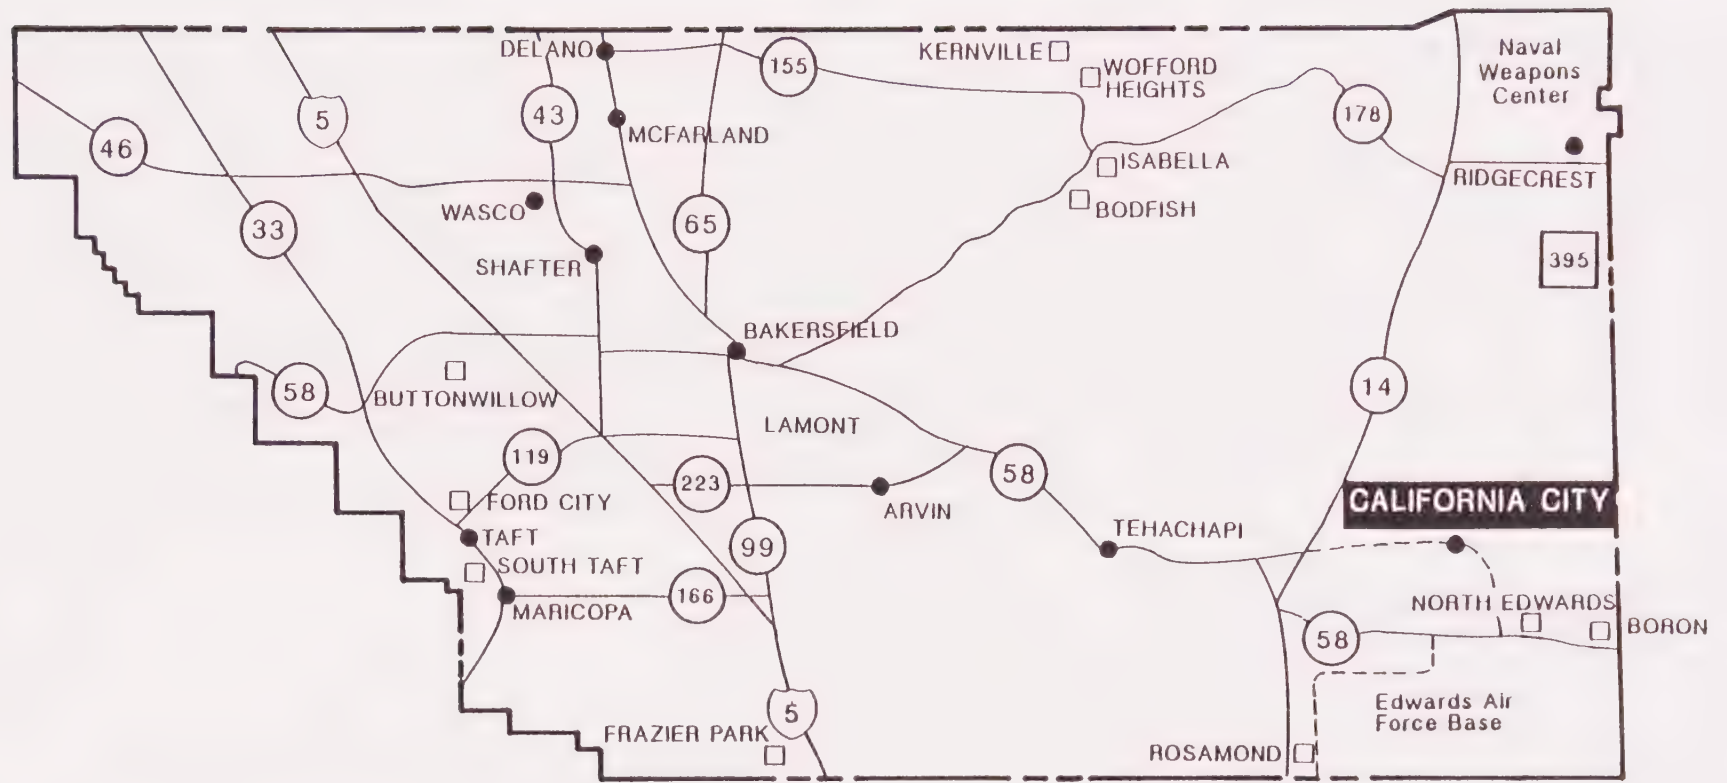 DELANO
155
KERNVILLE
WOFFORD
HEIGHTS
Naval
Weapons
Center
5
43
178
MCFARLAND
46
ISABELLA
RIDGECREST
WASCO
BODFISH
33
65
SHAFTER
395
BAKERSFIELD
58
BUTTONWILLOW
14
LAMONT
119
223
58
FORD CITY
ARVIN
CALIFORNIA CITY
TAFT
99
TEHACHAPI
SOUTH TAFT
166
MARICOPA
NORTH EDWARDS
58
BORON
5
Edwards Air
Force Base
FRAZIER PARK
ROSAMOND